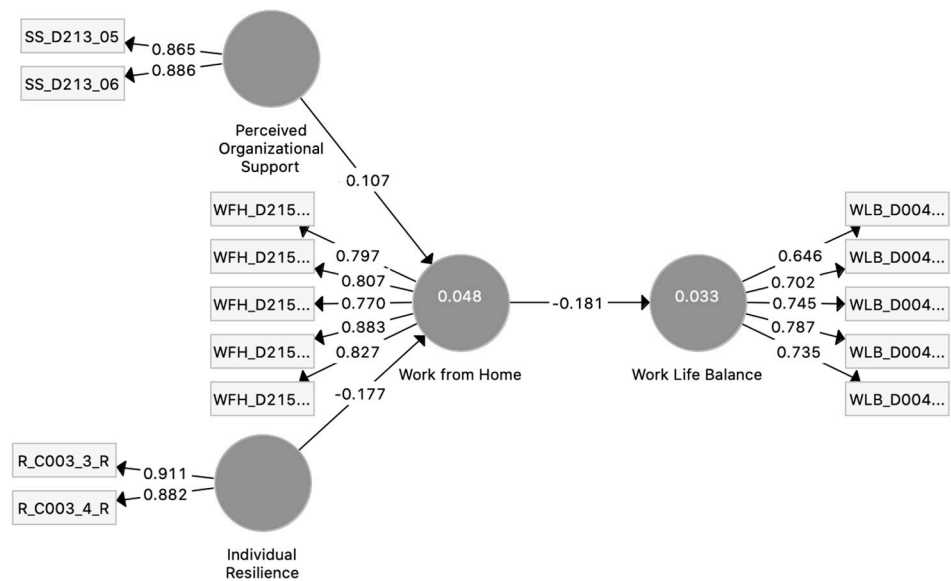 SS_D213_05
0.865
0.886
SS_D213_06
Perceived
Organizational
Support
0.107
WFH_D215...
0.797
WFH_D215...
0.807
WFH_D215...
0.770
WFH_D215...
0.883
0.827
WFH_D215...
0.048
Work from Home
-0.181
0.033
Work Life Balance
WLB_D004...
0.646
WLB_D004...
0.702
WLB_D004...
0.745
WLB_D004...
0.787
0.735
WLB_D004...
-0.177
R_C003_3_R
0.911
0.882
R_C003_4_R
Individual
Resilience